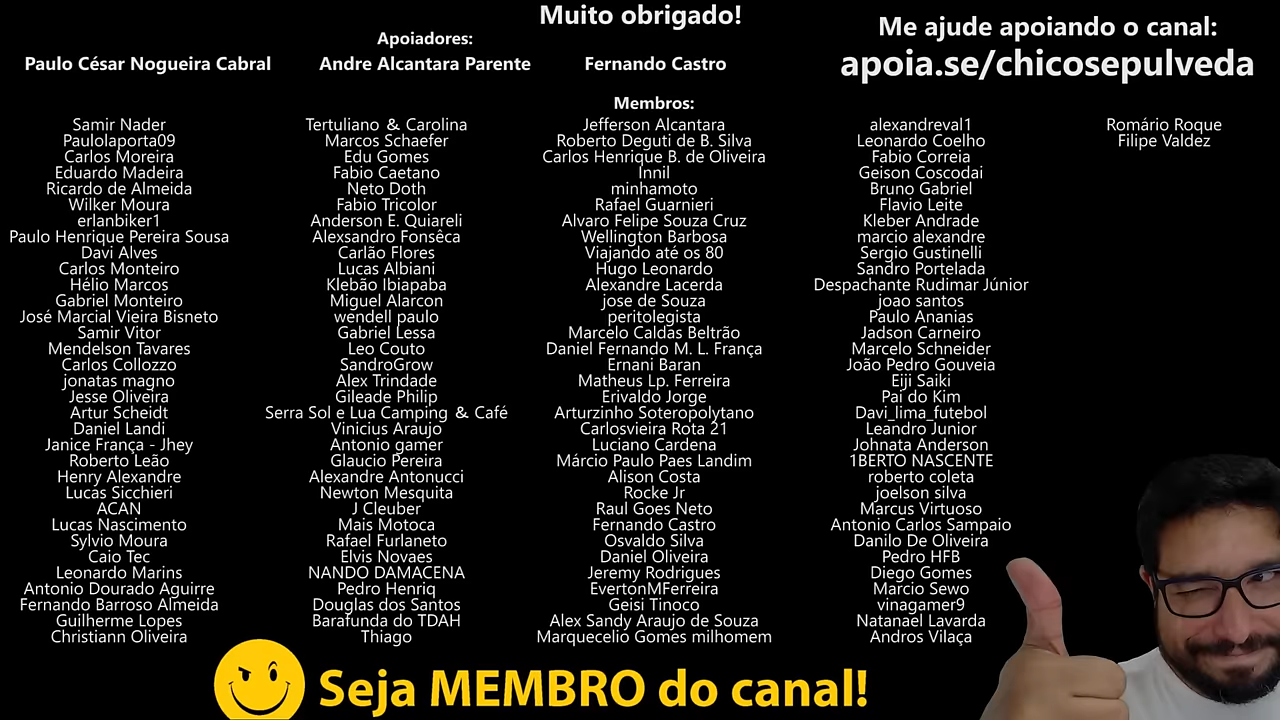 Muito obrigado!
Me ajude apoiando o canal:
apoia.se/chicosepulveda
Apoiadores:
Paulo César Nogueira Cabral
Andre Alcantara Parente
Fernando Castro
Membros:
Samir Nader
Paulolaporta09
Carlos Moreira
Eduardo Madeira
Ricardo de Almeida
Wilker Moura
erlanbiker1
Paulo Henrique Pereira Sousa
Davi Alves
Carlos Monteiro
Hélio Marcos
Gabriel Monteiro
José Marcial Vieira Bisneto
Samir Vitor
Mendelson Tavares
Carlos Collozzo
jonatas magno
Jesse Oliveira
Artur Scheidt
Daniel Landi
Janice França - Jhey
Roberto Leão
Henry Alexandre
Lucas Sicchieri
ACAN
Lucas Nascimento
Sylvio Moura
Caio Tec
Leonardo Marins
Antonio Dourado Aguirre
Fernando Barroso Almeida
Guilherme Lopes
Christiann Oliveira
Tertuliano & Carolina
Marcos Schaefer
Edu Gomes
Fabio Caetano
Neto Doth
Fabio Tricolor
Anderson E. Quiareli
Alexsandro Fonsêca
Carlão Flores
Lucas Albiani
Klebão Ibiapaba
Miguel Alarcon
wendell paulo
Gabriel Lessa
Leo Couto
SandroGrow
Alex Trindade
Gileade Philip
Serra Sol e Lua Camping & Café
Vinicius Araujo
Antonio gamer
Glaucio Pereira
Alexandre Antonucci
Newton Mesquita
J Cleuber
Mais Motoca
Rafael Furlaneto
Elvis Novaes
NANDO DAMACENA
Pedro Henriq
Douglas dos Santos
Barafunda do TDAH
Thiago
Jefferson Alcantara
Roberto Deguti de B. Silva
Carlos Henrique B. de Oliveira
Innil
minhamoto
Rafael Guarnieri
Alvaro Felipe Souza Cruz
Wellington Barbosa
Viajando até os 80
Hugo Leonardo
Alexandre Lacerda
jose de Souza
peritolegista
Marcelo Caldas Beltrão
Daniel Fernando M. L. França
Ernani Baran
Matheus Lp. Ferreira
Erivaldo Jorge
Arturzinho Soteropolytano
Carlosvieira Rota 21
Luciano Cardena
Márcio Paulo Paes Landim
Alison Costa
Rocke Jr
Raul Goes Neto
Fernando Castro
Osvaldo Silva
Daniel Oliveira
Jeremy Rodrigues
EvertonMFerreira
Geisi Tinoco
Alex Sandy Araujo de Souza
Marquecelio Gomes milhomem
alexandreval1
Leonardo Coelho
Fabio Correia
Geison Coscodai
Bruno Gabriel
Flavio Leite
Kleber Andrade
marcio alexandre
Sergio Gustinelli
Sandro Portelada
Despachante Rudimar Júnior
joao santos
Paulo Ananias
Jadson Carneiro
Marcelo Schneider
João Pedro Gouveia
Eiji Saiki
Pai do Kim
Davi_lima_futebol
Leandro Junior
Johnata Anderson
1BERTO NASCENTE
roberto coleta
joelson silva
Marcus Virtuoso
Antonio Carlos Sampaio
Danilo De Oliveira
Pedro HFB
Diego Gomes
Marcio Sewo
vinagamer9
Natanael Lavarda
Andros Vilaça
Romário Roque
Filipe Valdez
Seja MEMBRO do canal!